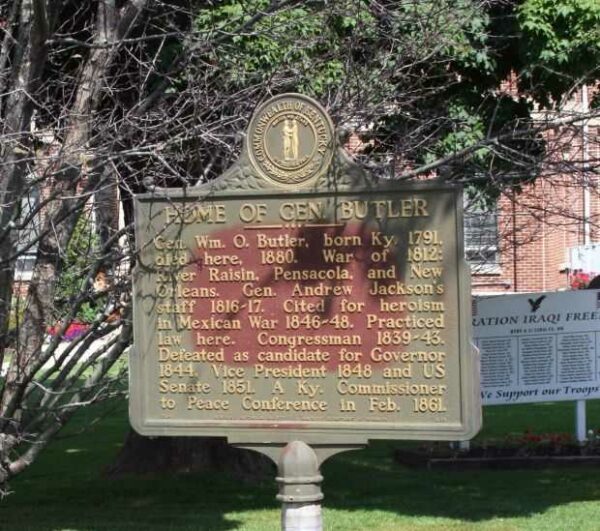 COMMONWEALTH OF KENTUCKY
HOME OF GEN. BUTLER
Gen. Wm. O. Butler, born Ky. 1791,
died here, 1880. War of 1812:
River Raisin, Pensacola, and New
Orleans. Gen. Andrew Jackson's
staff 1816-17. Cited for heroism
in Mexican War 1846-48. Practiced
law here. Congressman 1839-43.
Defeated as candidate for Governor
1844, Vice President 1848 and US
Senate 1851. A Ky. Commissioner
to Peace Conference in Feb. 1861.
RATION IRAQI FREE
We Support our Troops